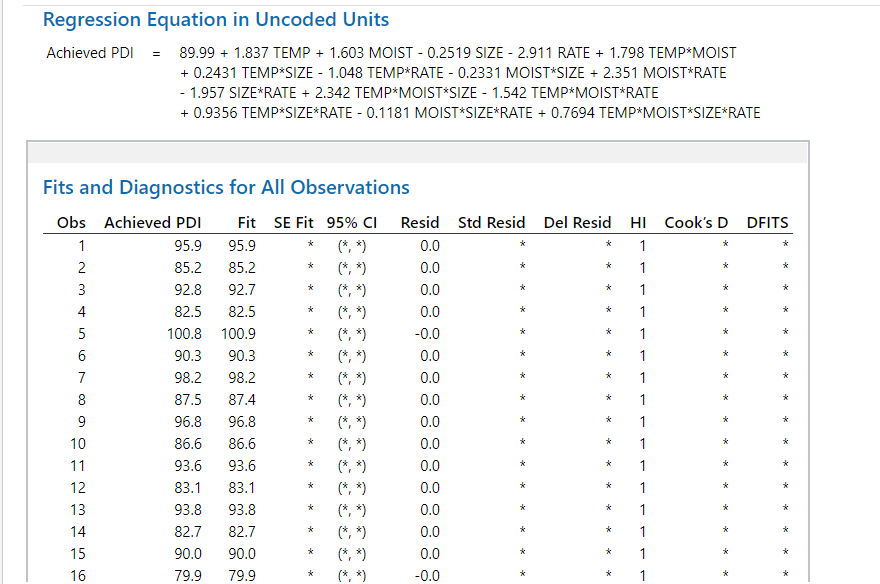 Regression Equation in Uncoded Units
Achieved PDI = 89.99 + 1.837 TEMP + 1.603 MOIST - 0.2519 SIZE - 2.911 RATE + 1.798 TEMP*MOIST
+ 0.2431 TEMP*SIZE - 1.048 TEMP*RATE - 0.2331 MOIST*SIZE + 2.351 MOIST*RATE
- 1.957 SIZE*RATE + 2.342 TEMP*MOIST*SIZE - 1.542 TEMP*MOIST*RATE
+ 0.9356 TEMP*SIZE*RATE - 0.1181 MOIST*SIZE*RATE + 0.7694 TEMP*MOIST*SIZE*RATE
Fits and Diagnostics for All Observations
Obs Achieved PDI Fit SE Fit 95% CI Resid Std Resid Del Resid HI Cook's D DFITS
1 95.9 95.9 * (*, *) 0.0 * * 1 * *
2 85.2 85.2 * (*, *) 0.0 * * 1 * *
3 92.8 92.7 * (*, *) 0.0 * * 1 * *
4 82.5 82.5 * (*, *) 0.0 * * 1 * *
5 100.8 100.9 * (*, *) -0.0 * * 1 * *
6 90.3 90.3 * (*, *) 0.0 * * 1 * *
7 98.2 98.2 * (*, *) 0.0 * * 1 * *
8 87.5 87.4 * (*, *) 0.0 * * 1 * *
9 96.8 96.8 * (*, *) 0.0 * * 1 * *
10 86.6 86.6 * (*, *) 0.0 * * 1 * *
11 93.6 93.6 * (*, *) 0.0 * * 1 * *
12 83.1 83.1 * (*, *) 0.0 * * 1 * *
13 93.8 93.8 * (*, *) 0.0 * * 1 * *
14 82.7 82.7 * (*, *) 0.0 * * 1 * *
15 90.0 90.0 * (*, *) 0.0 * * 1 * *
16 79.9 79.9 * (*, *) -0.0 * * 1 * *